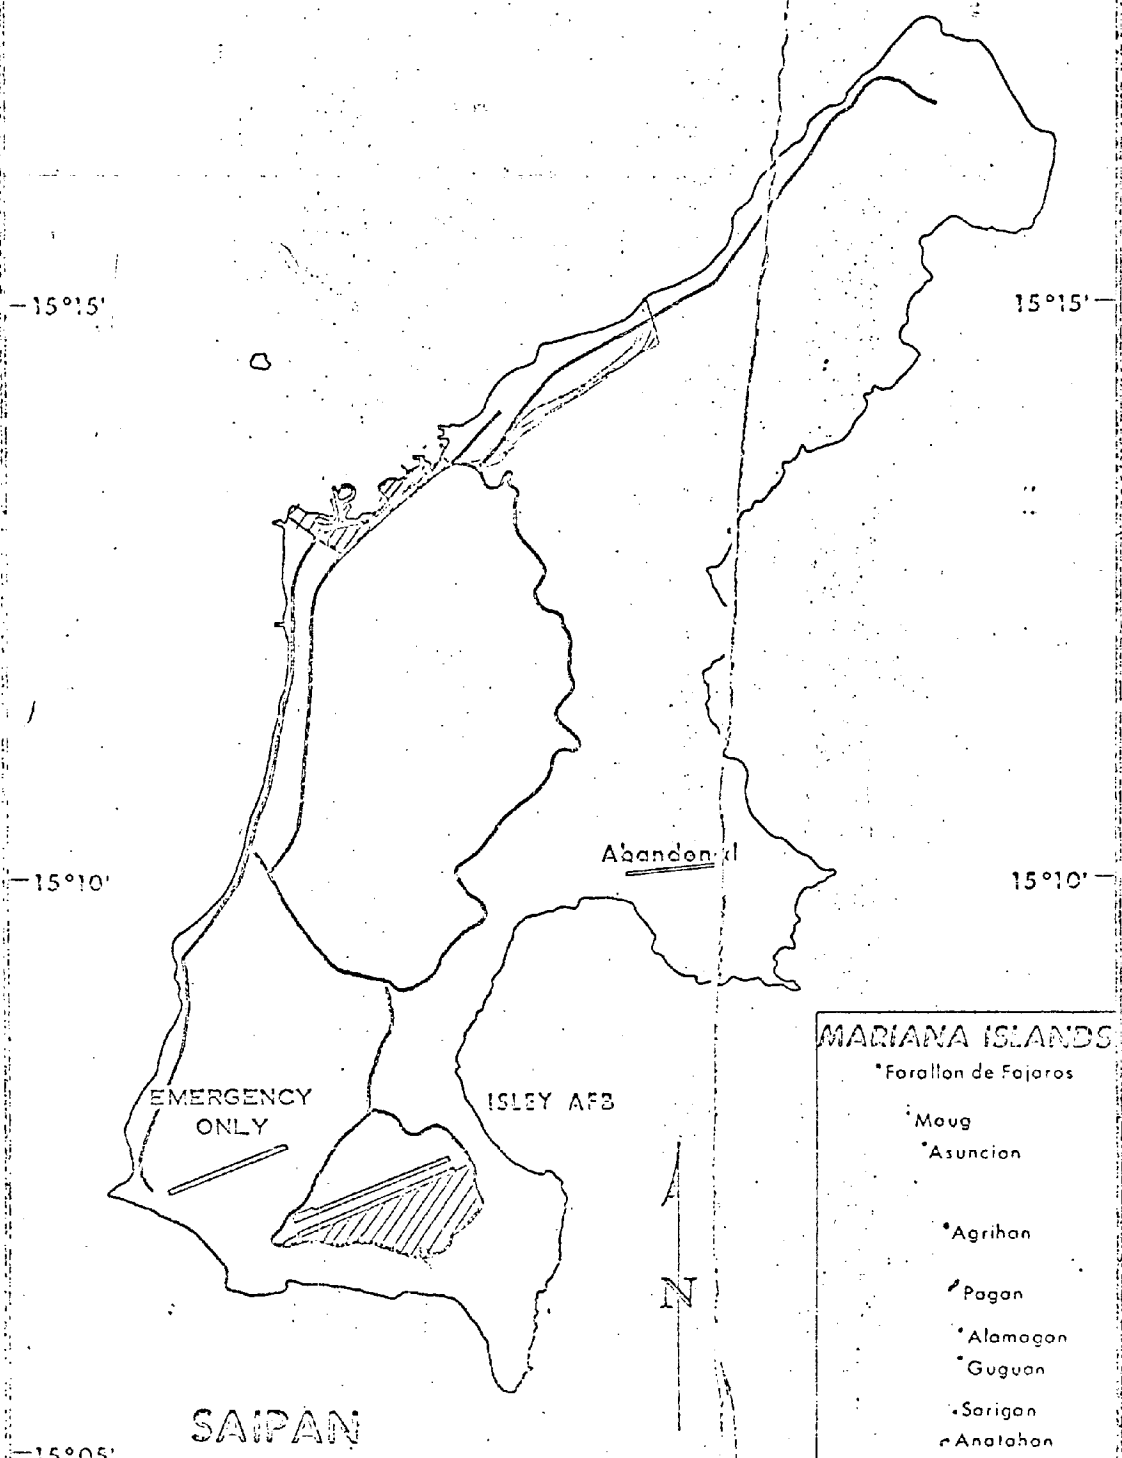 15°15'
15°15'
Abandon d
15°10'
15°10'
MARIANA ISLANDS
Farallon de Pajaros
Maug
Asuncion
EMERGENCY
ONLY
ISLEY AFB
Agrihan
N
Pagan
Alamagan
Guguan
Sarigan
Anatahan
SAIPAN
15°05'